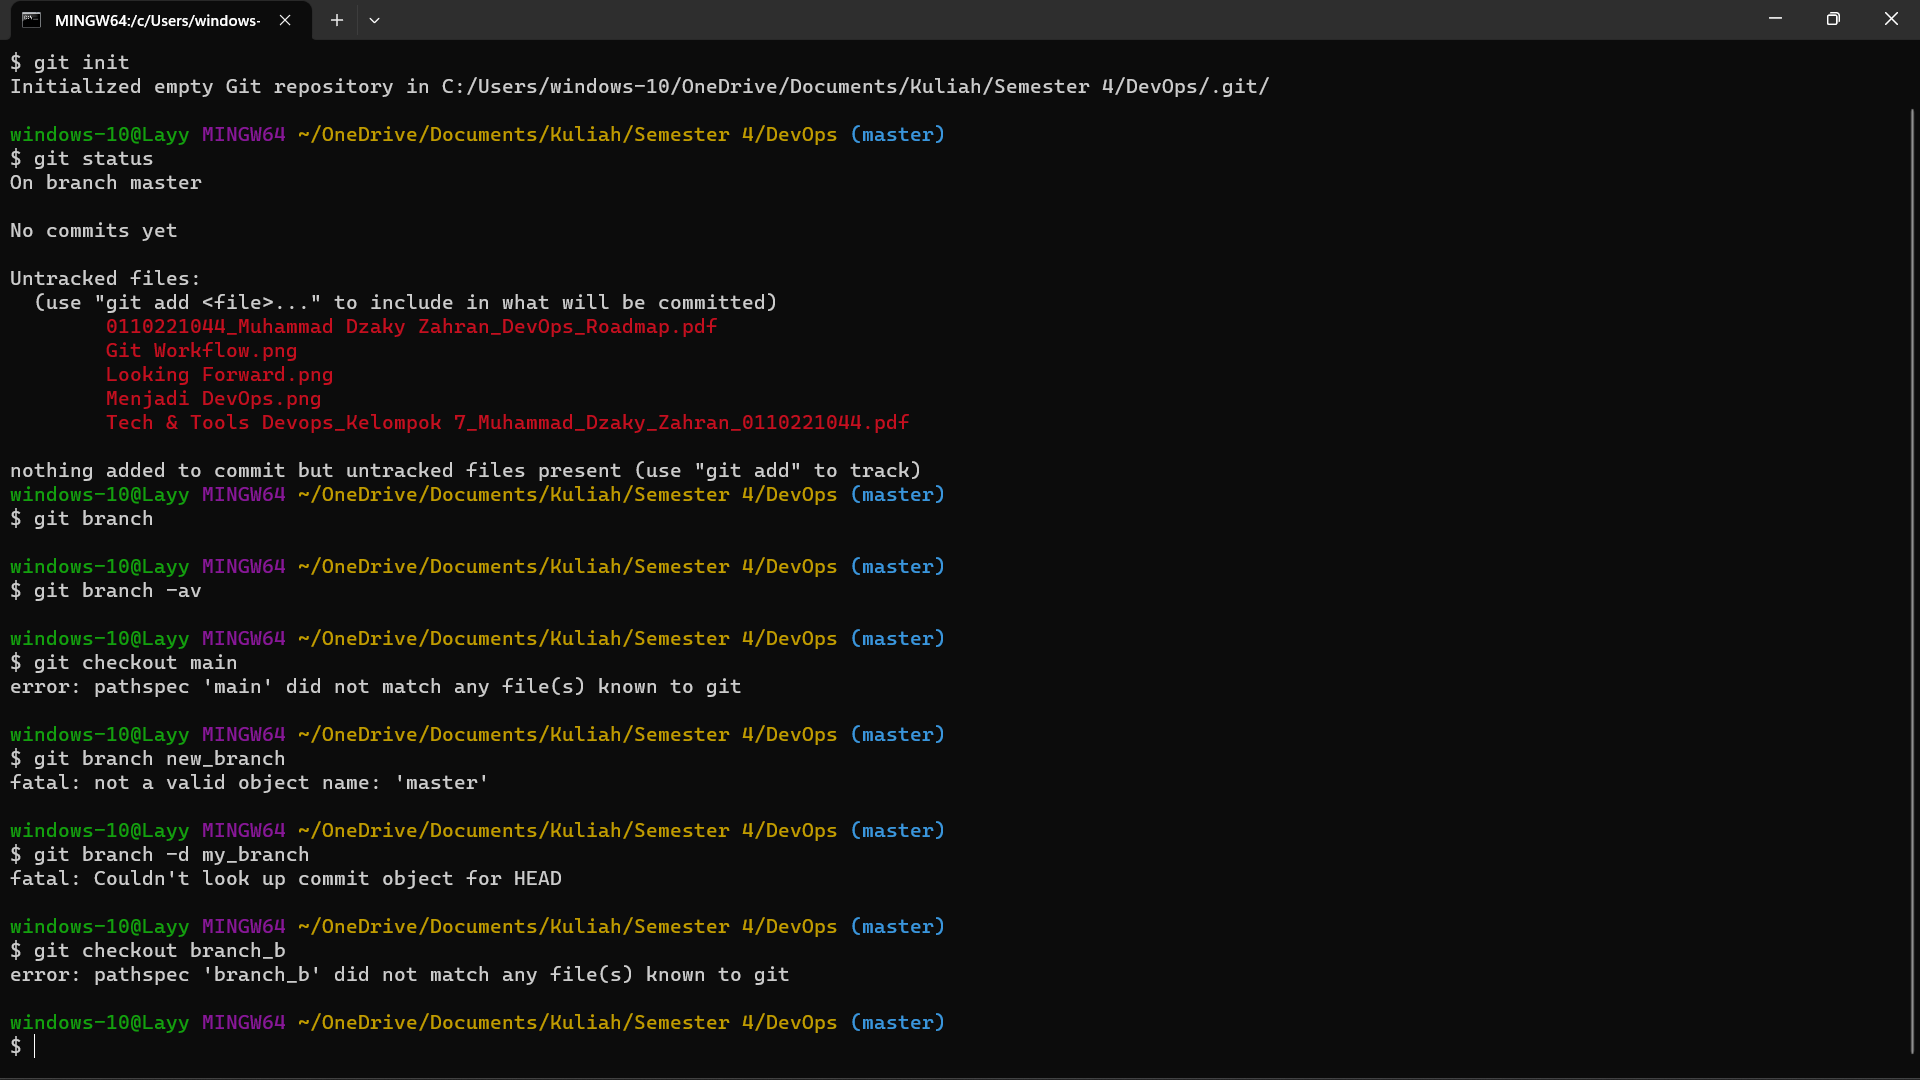 MINGW64:/c/Users/windows-
$ git init
Initialized empty Git repository in C:/Users/windows-10/OneDrive/Documents/Kuliah/Semester 4/DevOps/.git/
windows-10@Layy MINGW64 ~/OneDrive/Documents/Kuliah/Semester 4/DevOps (master)
$ git status
On branch master
No commits yet
Untracked files:
(use "git add <file>..." to include in what will be committed)
0110221044_Muhammad Dzaky Zahran_DevOps_Roadmap.pdf
Git Workflow.png
Looking Forward.png
Menjadi DevOps.png
Tech & Tools Devops_Kelompok 7_Muhammad_Dzaky_Zahran_0110221044.pdf
nothing added to commit but untracked files present (use "git add" to track)
windows-10@Layy MINGW64 ~/OneDrive/Documents/Kuliah/Semester 4/DevOps (master)
$ git branch
windows-10@Layy MINGW64 ~/OneDrive/Documents/Kuliah/Semester 4/DevOps (master)
$ git branch -av
windows-10@Layy MINGW64 ~/OneDrive/Documents/Kuliah/Semester 4/DevOps (master)
$ git checkout main
error: pathspec 'main' did not match any file(s) known to git
windows-10@Layy MINGW64 ~/OneDrive/Documents/Kuliah/Semester 4/DevOps (master)
$ git branch new_branch
fatal: not a valid object name: 'master'
windows-10@Layy MINGW64 ~/OneDrive/Documents/Kuliah/Semester 4/DevOps (master)
$ git branch -d my_branch
fatal: Couldn't look up commit object for HEAD
windows-10@Layy MINGW64 ~/OneDrive/Documents/Kuliah/Semester 4/DevOps (master)
$ git checkout branch_b
error: pathspec 'branch_b' did not match any file(s) known to git
windows-10@Layy MINGW64 ~/OneDrive/Documents/Kuliah/Semester 4/DevOps (master)
$